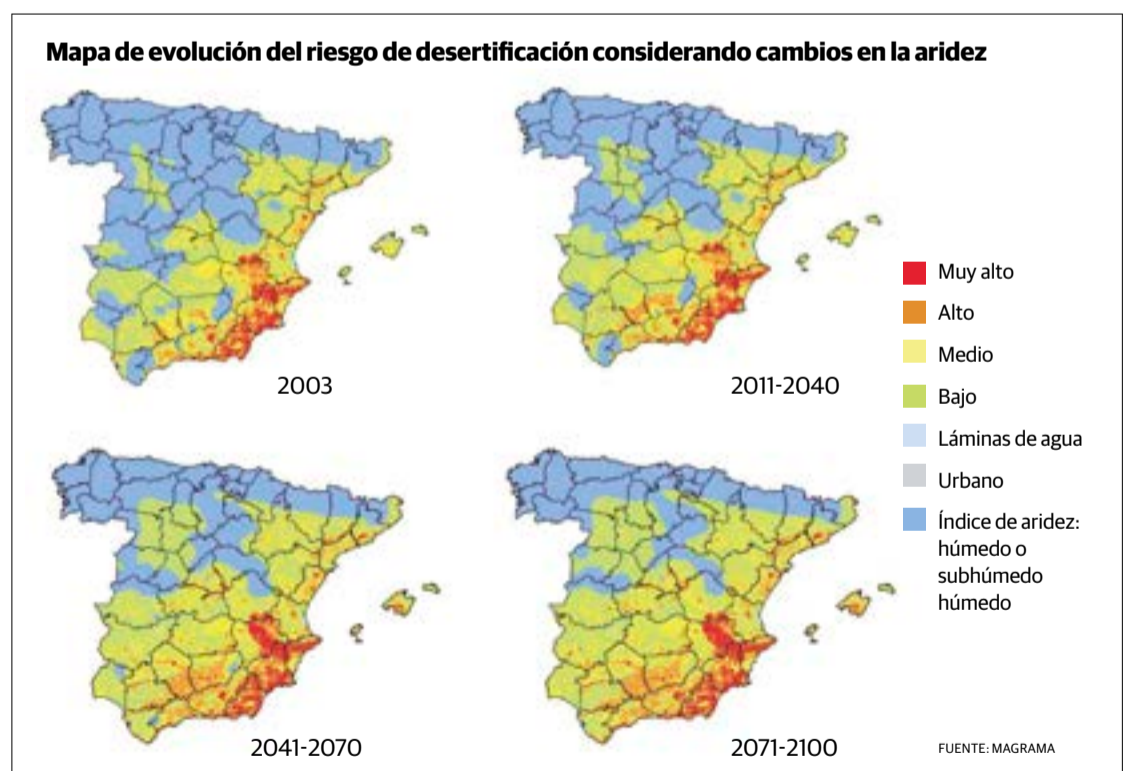 Mapa de evolución del riesgo de desertificación considerando cambios en la aridez
2003
2011-2040
Muy alto
Alto
Medio
Bajo
Láminas de agua
Urbano
Índice de aridez:
húmedo o
subhúmedo
húmedo
2041-2070
2071-2100
FUENTE: MAGRAMA